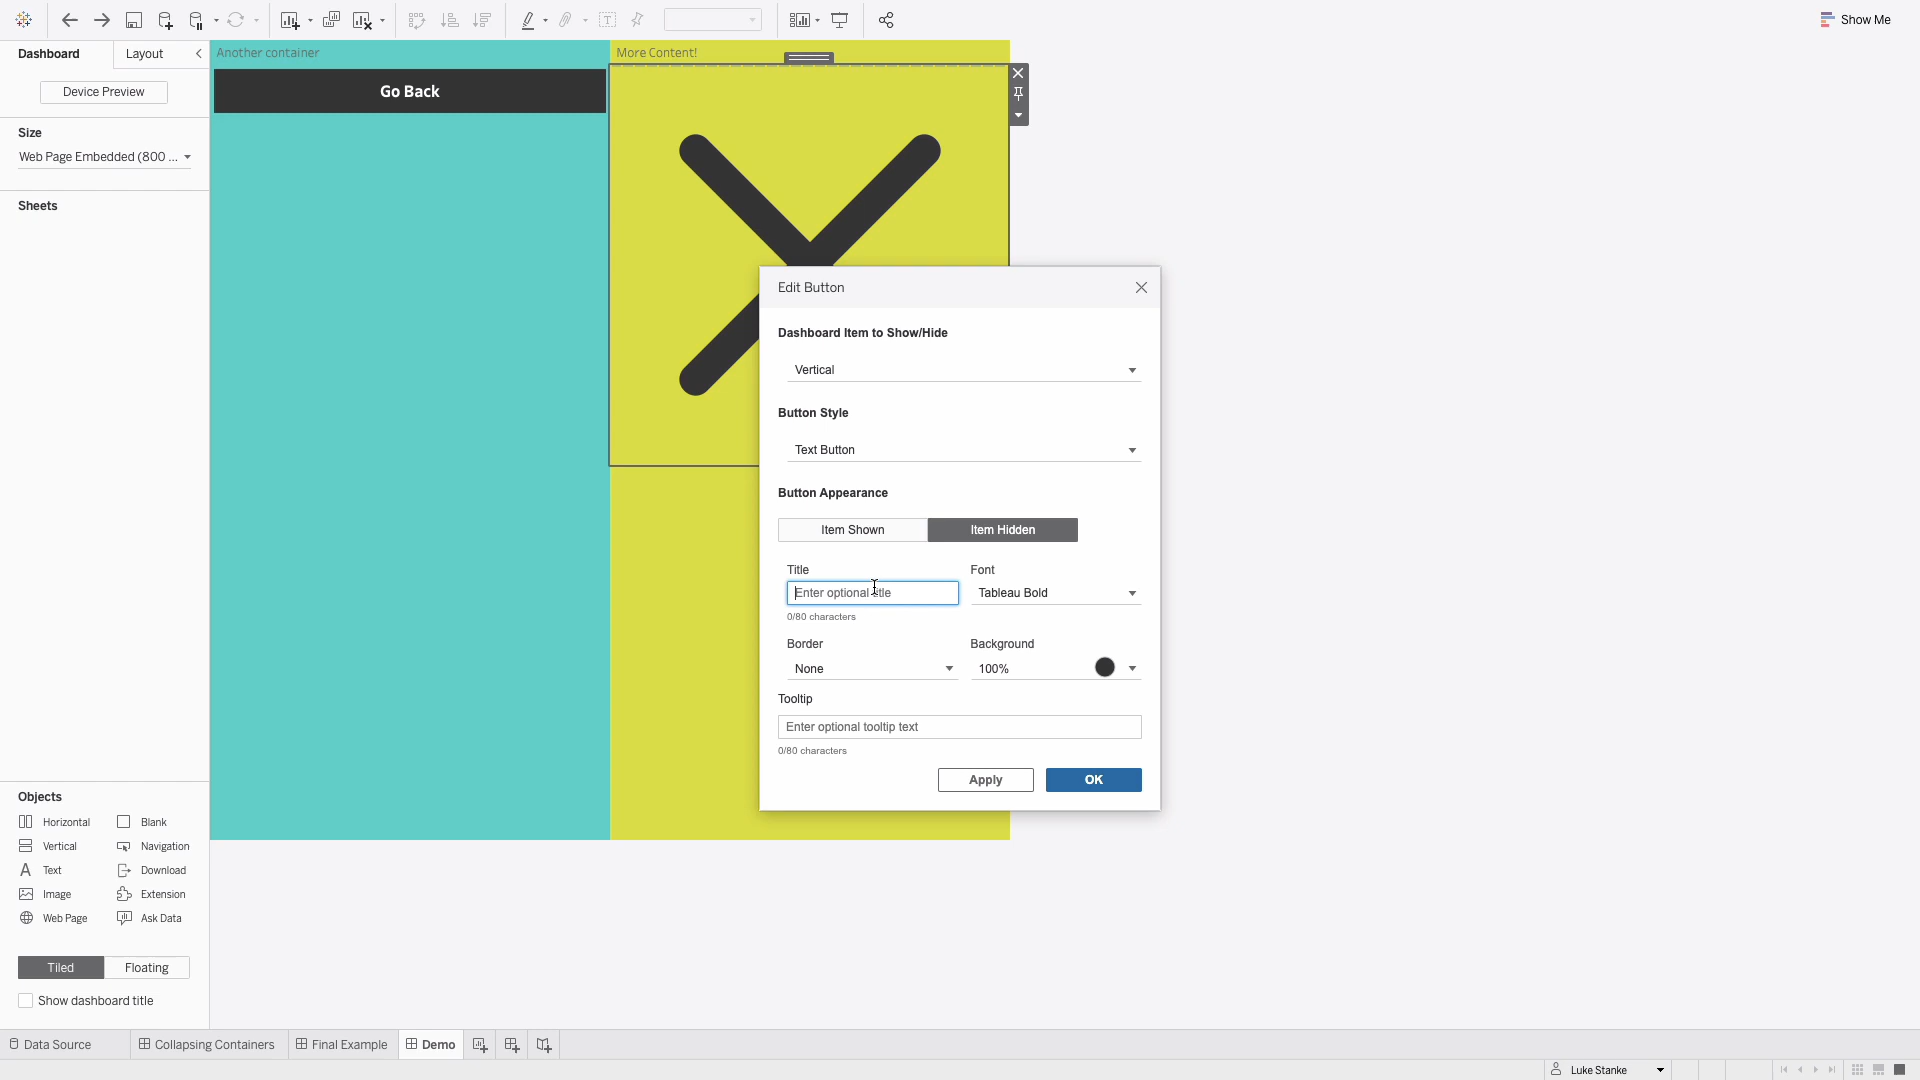 Show Me
Dashboard
Layout
Device Preview
Size
Web Page Embedded (800 ...
Sheets
Another container
More Content!
Go Back
Edit Button
Dashboard Item to Show/Hide
Vertical
Button Style
Text Button
Button Appearance
Item Shown
Item Hidden
Title
Font
Enter optional title
Tableau Bold
0/80 characters
Border
Background
None
100%
Tooltip
Enter optional tooltip text
0/80 characters
Apply
OK
Objects
Horizontal
Blank
Vertical
Navigation
Text
Download
Image
Extension
Web Page
Ask Data
Tiled
Floating
Show dashboard title
Data Source
Collapsing Containers
Final Example
Demo
Luke Stanke